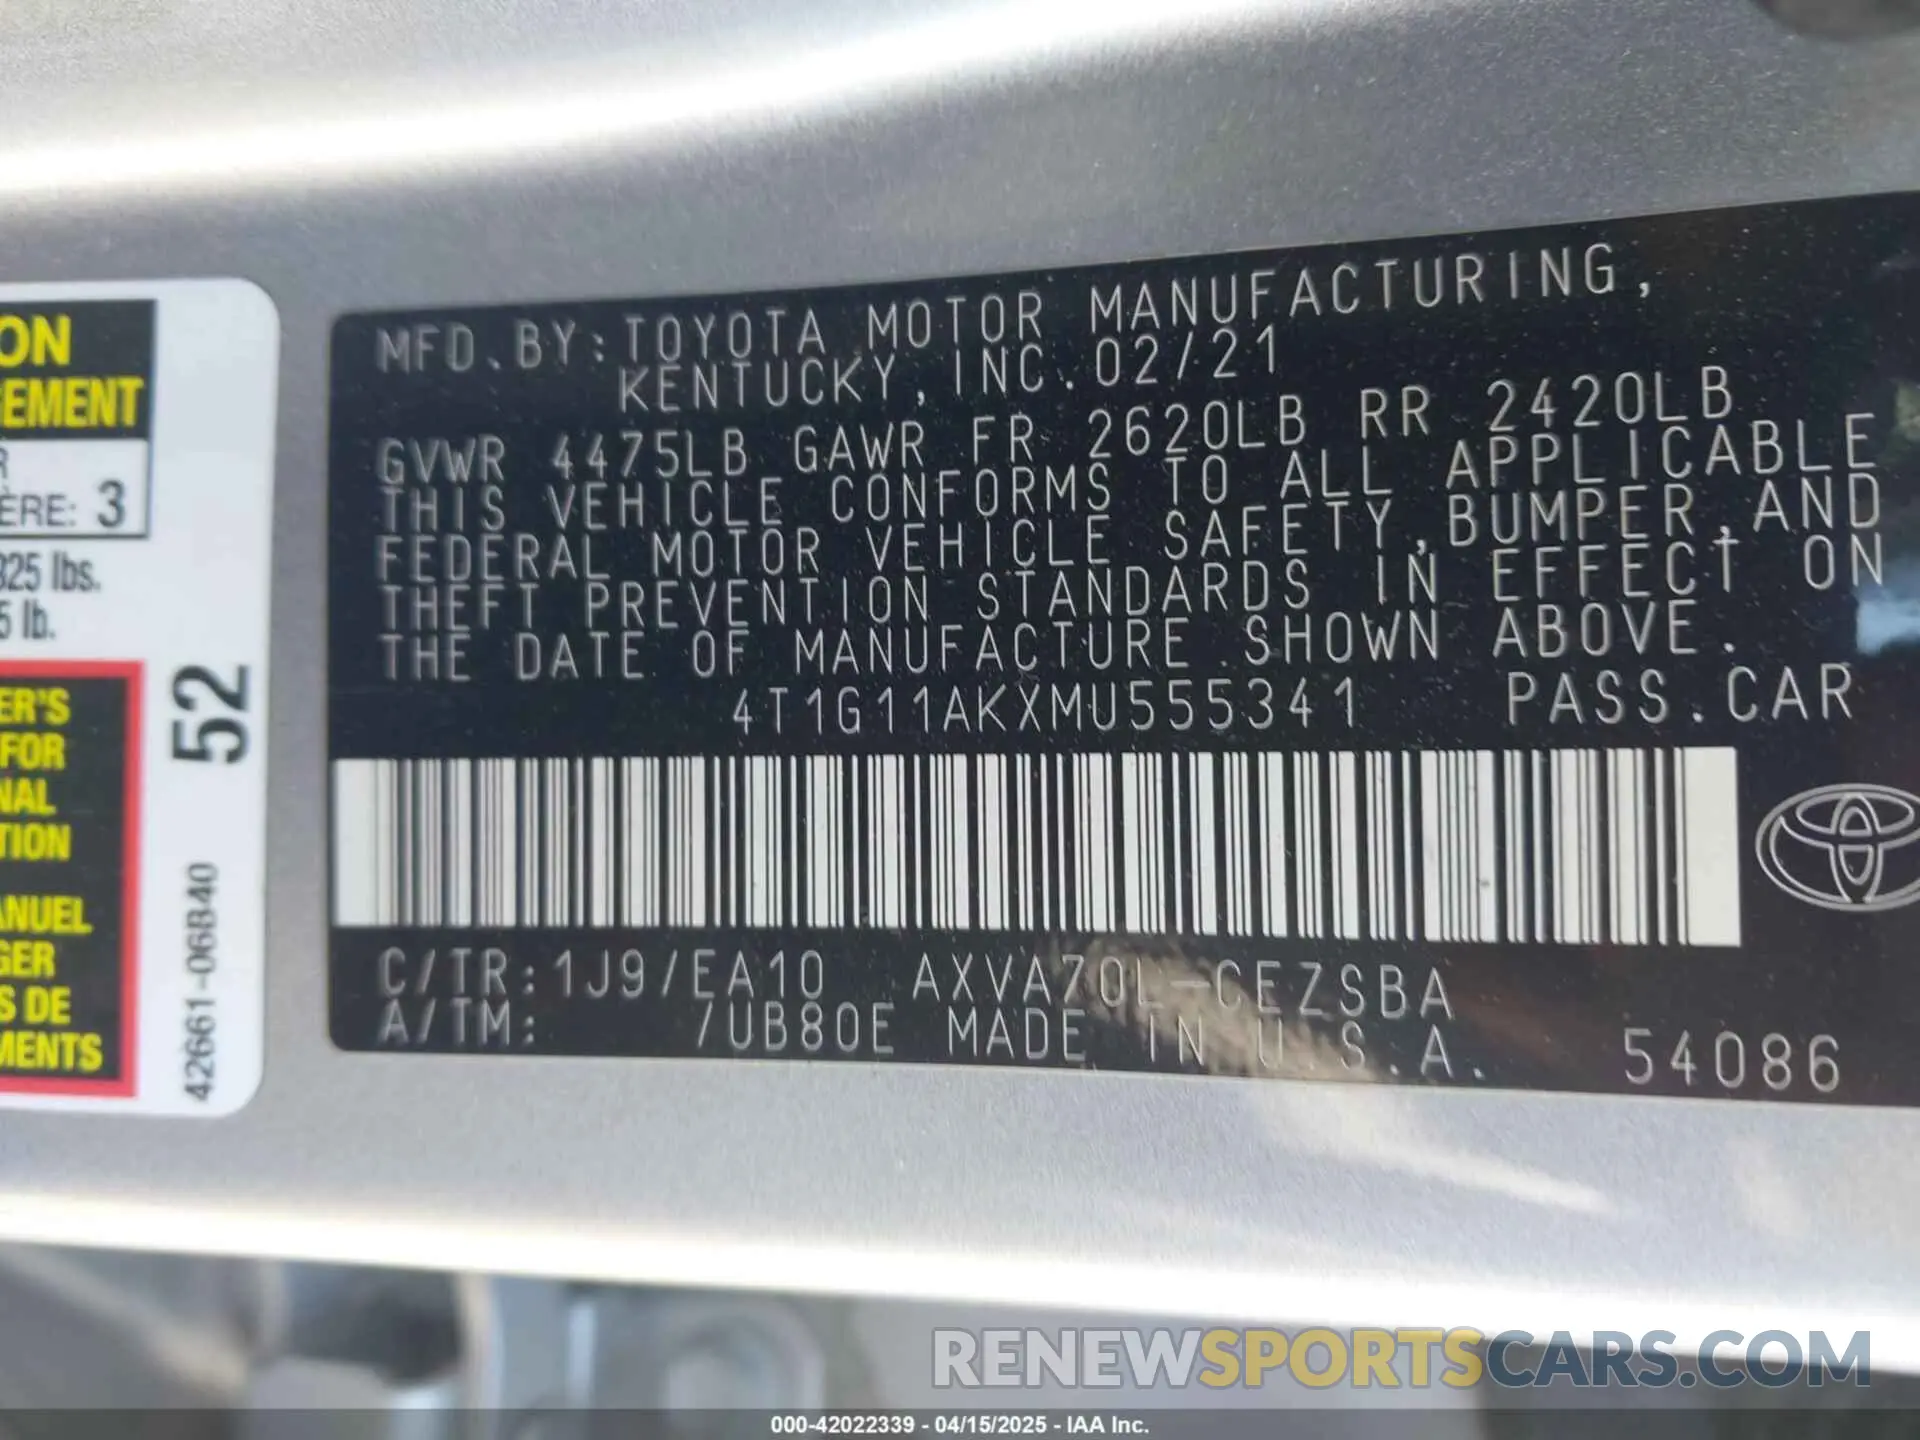 ON
EMENT
R
ÈRE: 3
325 lbs.
5 lb.
ER'S
FOR
NAL
TION
ANUEL
GER
S DE
MENTS
52
42661-06B40
MFD.BY:TOYOTA MOTOR MANUFACTURING,
KENTUCKY,INC.02/21
GVWR 4475LB GAWR FR 2620LB RR 2420LB
THIS VEHICLE CONFORMS TO ALL APPLICABLE
FEDERAL MOTOR VEHICLE SAFETY,BUMPER,AND
THEFT PREVENTION STANDARDS IN EFFECT ON
THE DATE OF MANUFACTURE SHOWN ABOVE.
4T1G11AKXMU555341 PASS.CAR
C/TR:1J9/EA10 AXVA70L-CEZSBA
A/TM: /UB80E MADE IN U.S.A. 54086
RENEWSPORTSCARS.COM
000-42022339 - 04/15/2025 - IAA Inc.